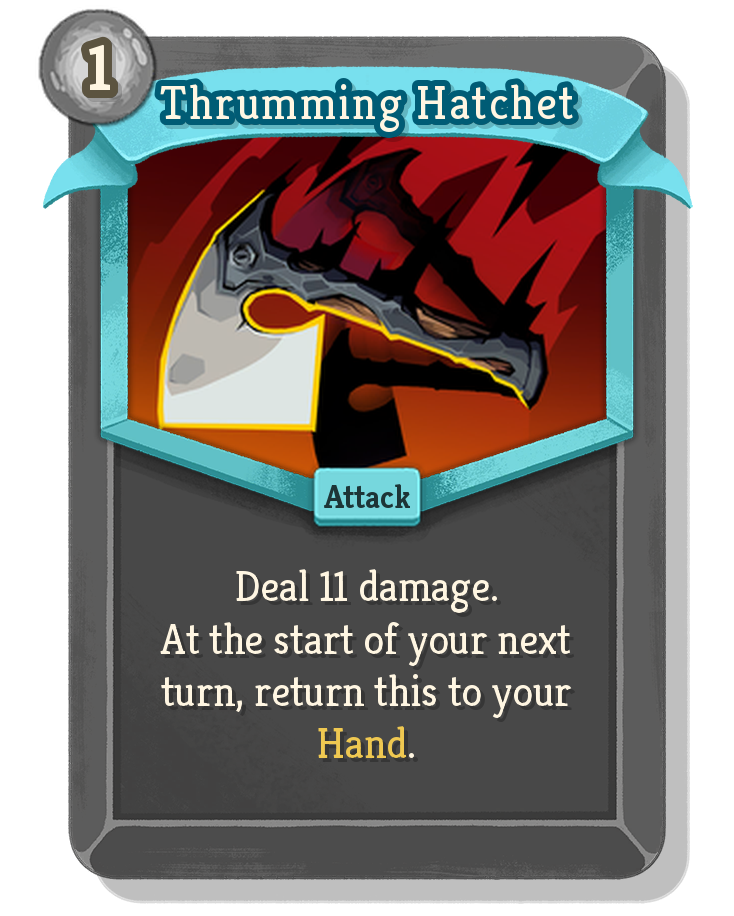 1
Thrumming Hatchet
Attack
Deal 11 damage.
At the start of your next
turn, return this to your
Hand.